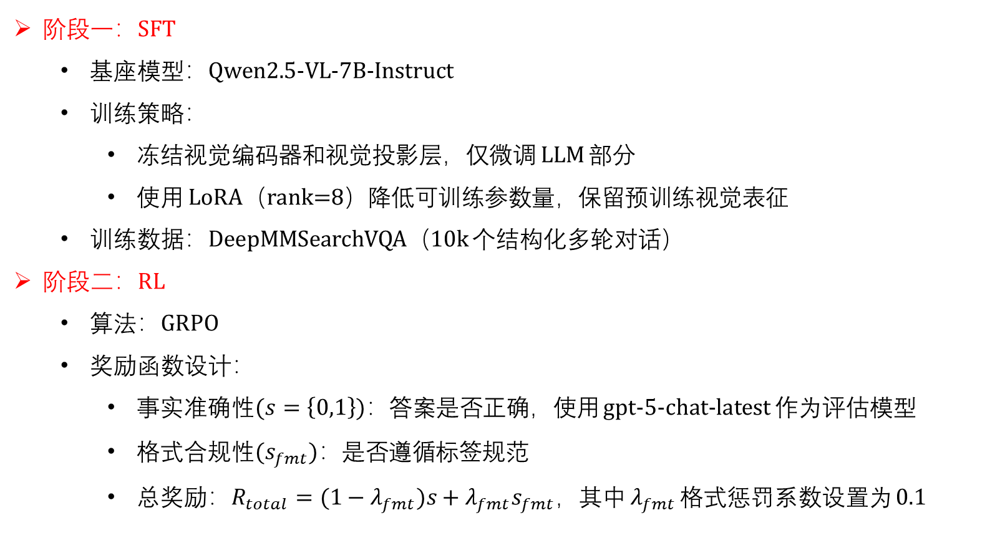 ➢ 阶段一：SFT
• 基座模型：Qwen2.5-VL-7B-Instruct
• 训练策略：
• 冻结视觉编码器和视觉投影层，仅微调 LLM 部分
• 使用 LoRA（rank=8）降低可训练参数量，保留预训练视觉表征
• 训练数据：DeepMMSearchVQA（10k 个结构化多轮对话）
➢ 阶段二：RL
• 算法：GRPO
• 奖励函数设计：
• 事实准确性(s = {0,1})：答案是否正确，使用 gpt-5-chat-latest 作为评估模型
• 格式合规性(s_{fmt})：是否遵循标签规范
• 总奖励：R_{total} = (1 − λ_{fmt})s + λ_{fmt}s_{fmt}，其中 λ_{fmt} 格式惩罚系数设置为 0.1